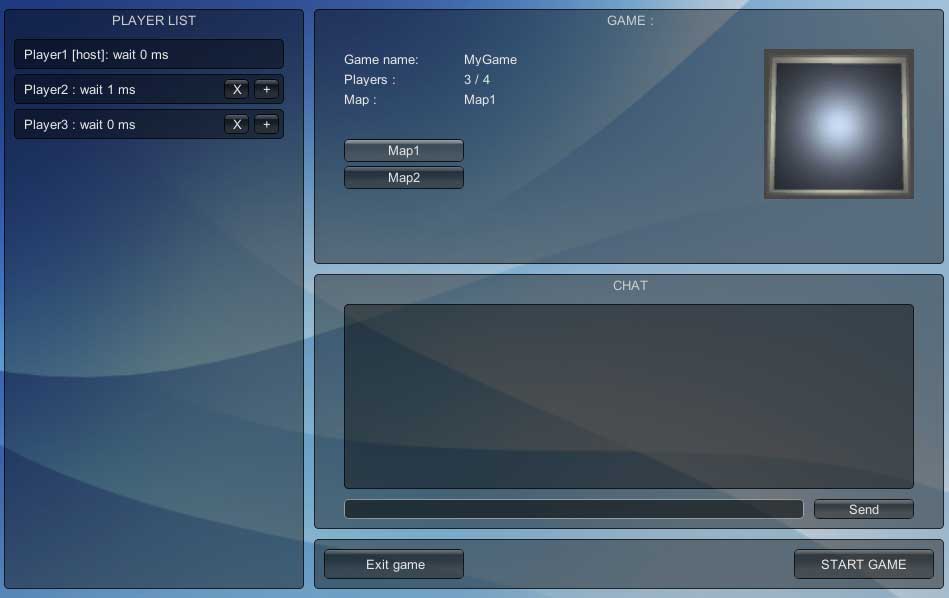 PLAYER LIST
Player1 [host]: wait 0 ms
Player2 : wait 1 ms X +
Player3 : wait 0 ms X +
GAME :
Game name: MyGame
Players : 3 / 4
Map : Map1
Map1
Map2
CHAT
Send
Exit game
START GAME